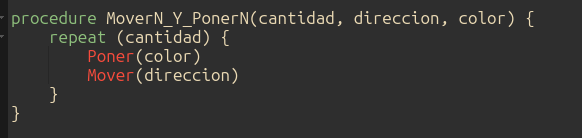 procedure MoverN_Y_PonerN(cantidad, direccion, color) {
    repeat (cantidad) {
        Poner(color)
        Mover(direccion)
    }
}